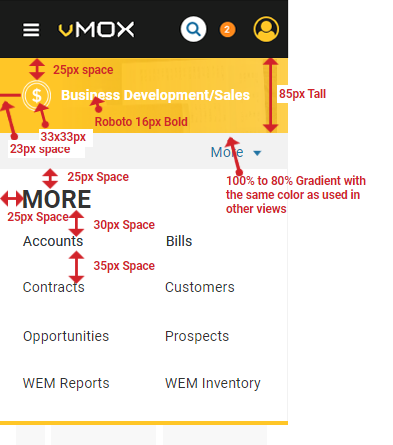 vMOX
2
25px space
$
Business Development/Sales
85px Tall
Roboto 16px Bold
33x33px
23px space
More
25px Space
100% to 80% Gradient with
the same color as used in
other views
MORE
25px Space
30px Space
Accounts Bills
35px Space
Contracts Customers
Opportunities Prospects
WEM Reports WEM Inventory